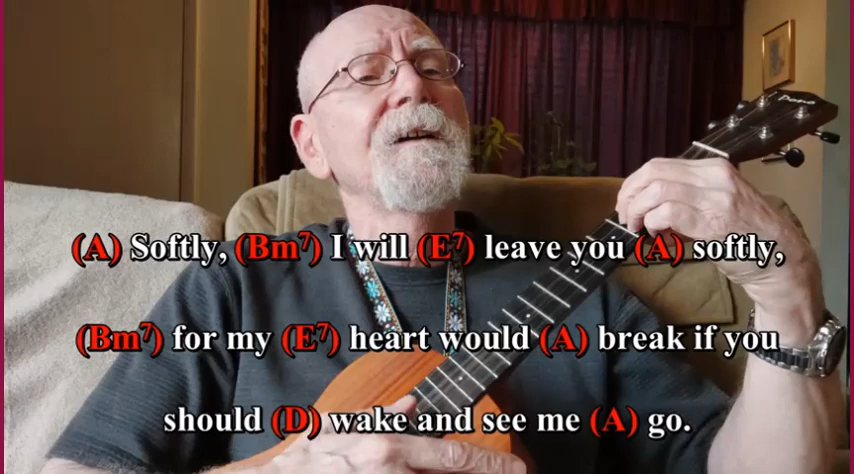 (A) Softly, (Bm⁷) I will (E⁷) leave you (A) softly,
(Bm⁷) for my (E⁷) heart would (A) break if you
should (D) wake and see me (A) go.